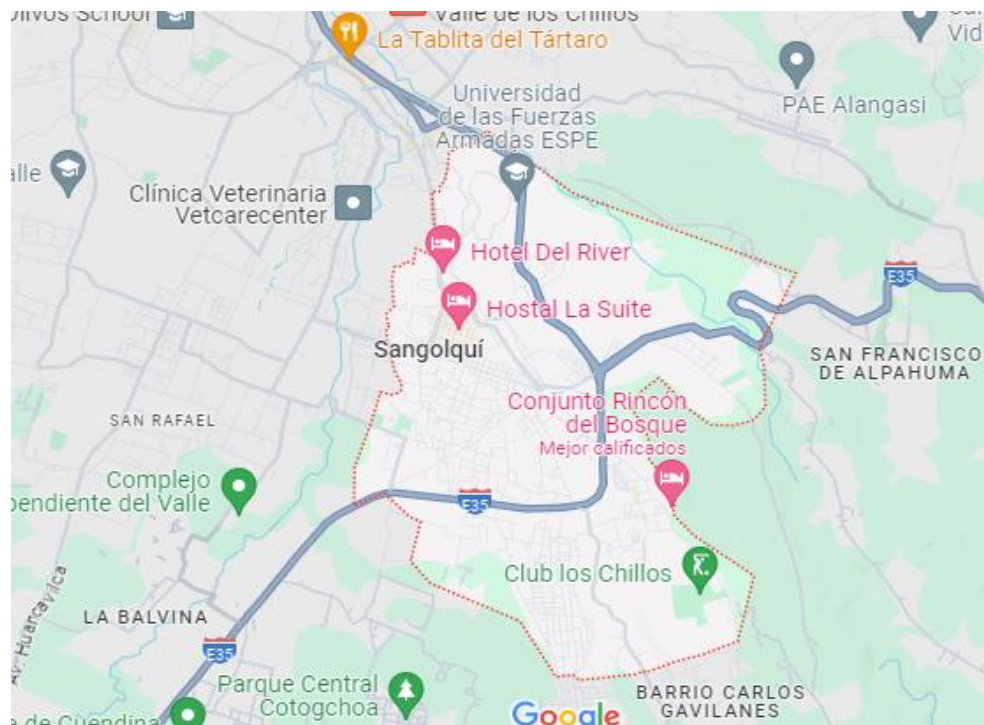 Olivos School
Valle de los Chillos
La Tablita del Tártaro
Vid
PAE Alangasi
Universidad
de las Fuerzas
Armadas ESPE
alle
Clínica Veterinaria
Vetcarecenter
Hotel Del River
E35
Hostal La Suite
Sangolquí
SAN FRANCISCO
DE ALPAHUMA
Conjunto Rincón
del Bosque
Mejor calificados
SAN RAFAEL
Complejo
pendiente del Valle
E35
Club los Chillos
Av. Huancavilca
LA BALVINA
E35
Parque Central
Cotogchoa
BARRIO CARLOS
GAVILANES
de Cuendina
Google